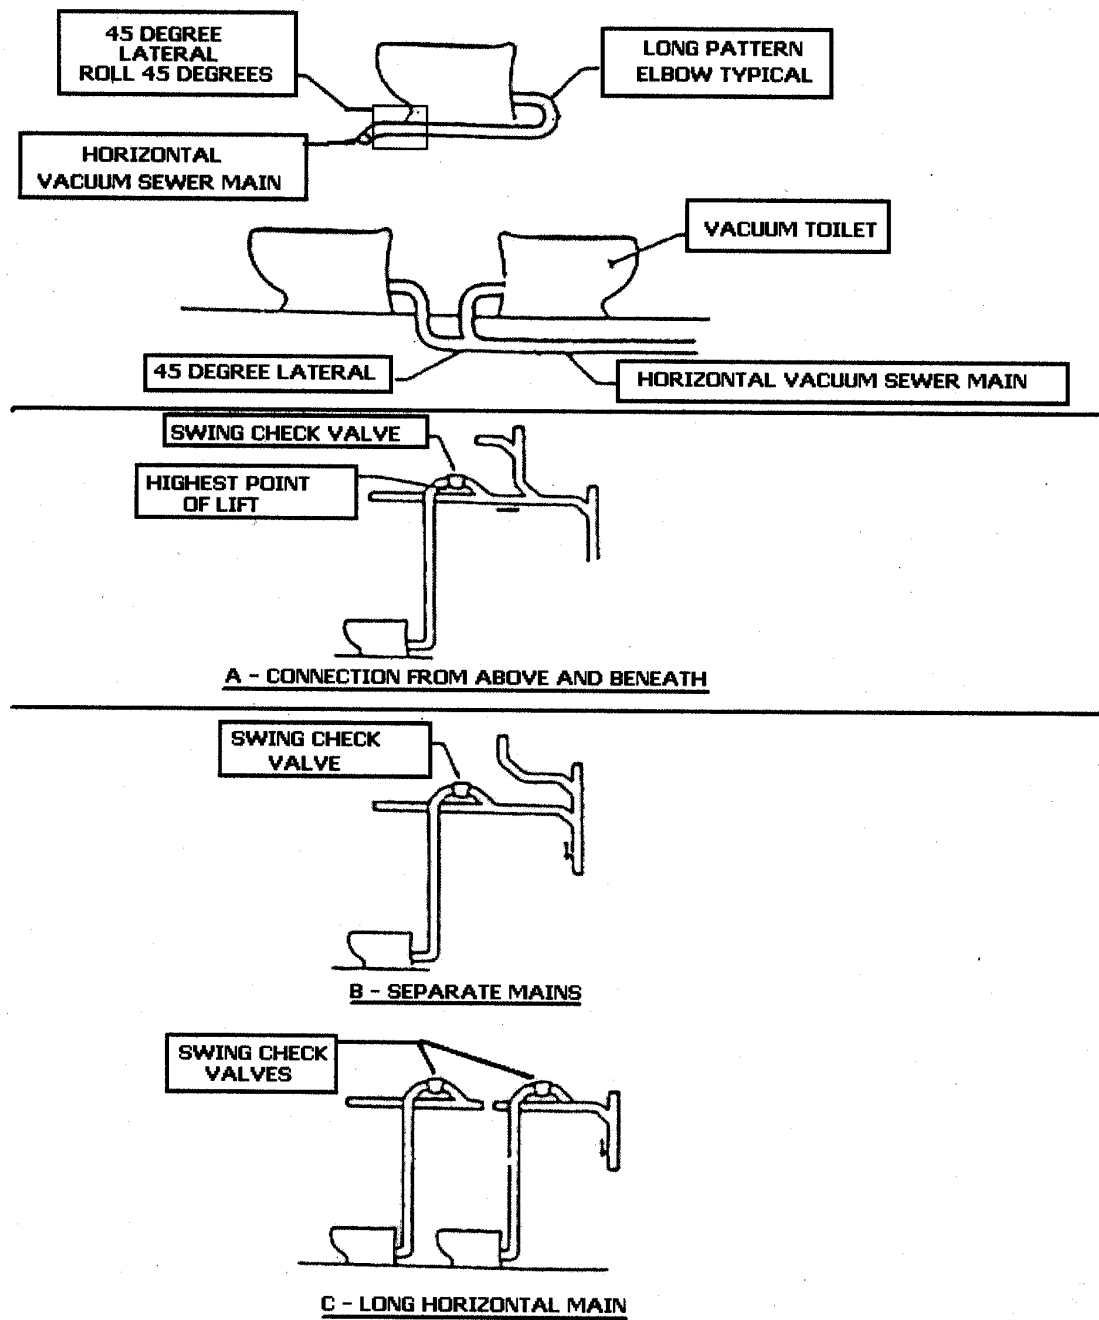 45 DEGREE
LATERAL
ROLL 45 DEGREES
LONG PATTERN
ELBOW TYPICAL
HORIZONTAL
VACUUM SEWER MAIN
VACUUM TOILET
45 DEGREE LATERAL
HORIZONTAL VACUUM SEWER MAIN
SWING CHECK VALVE
HIGHEST POINT
OF LIFT
A - CONNECTION FROM ABOVE AND BENEATH
SWING CHECK
VALVE
B - SEPARATE MAINS
SWING CHECK
VALVES
C - LONG HORIZONTAL MAIN